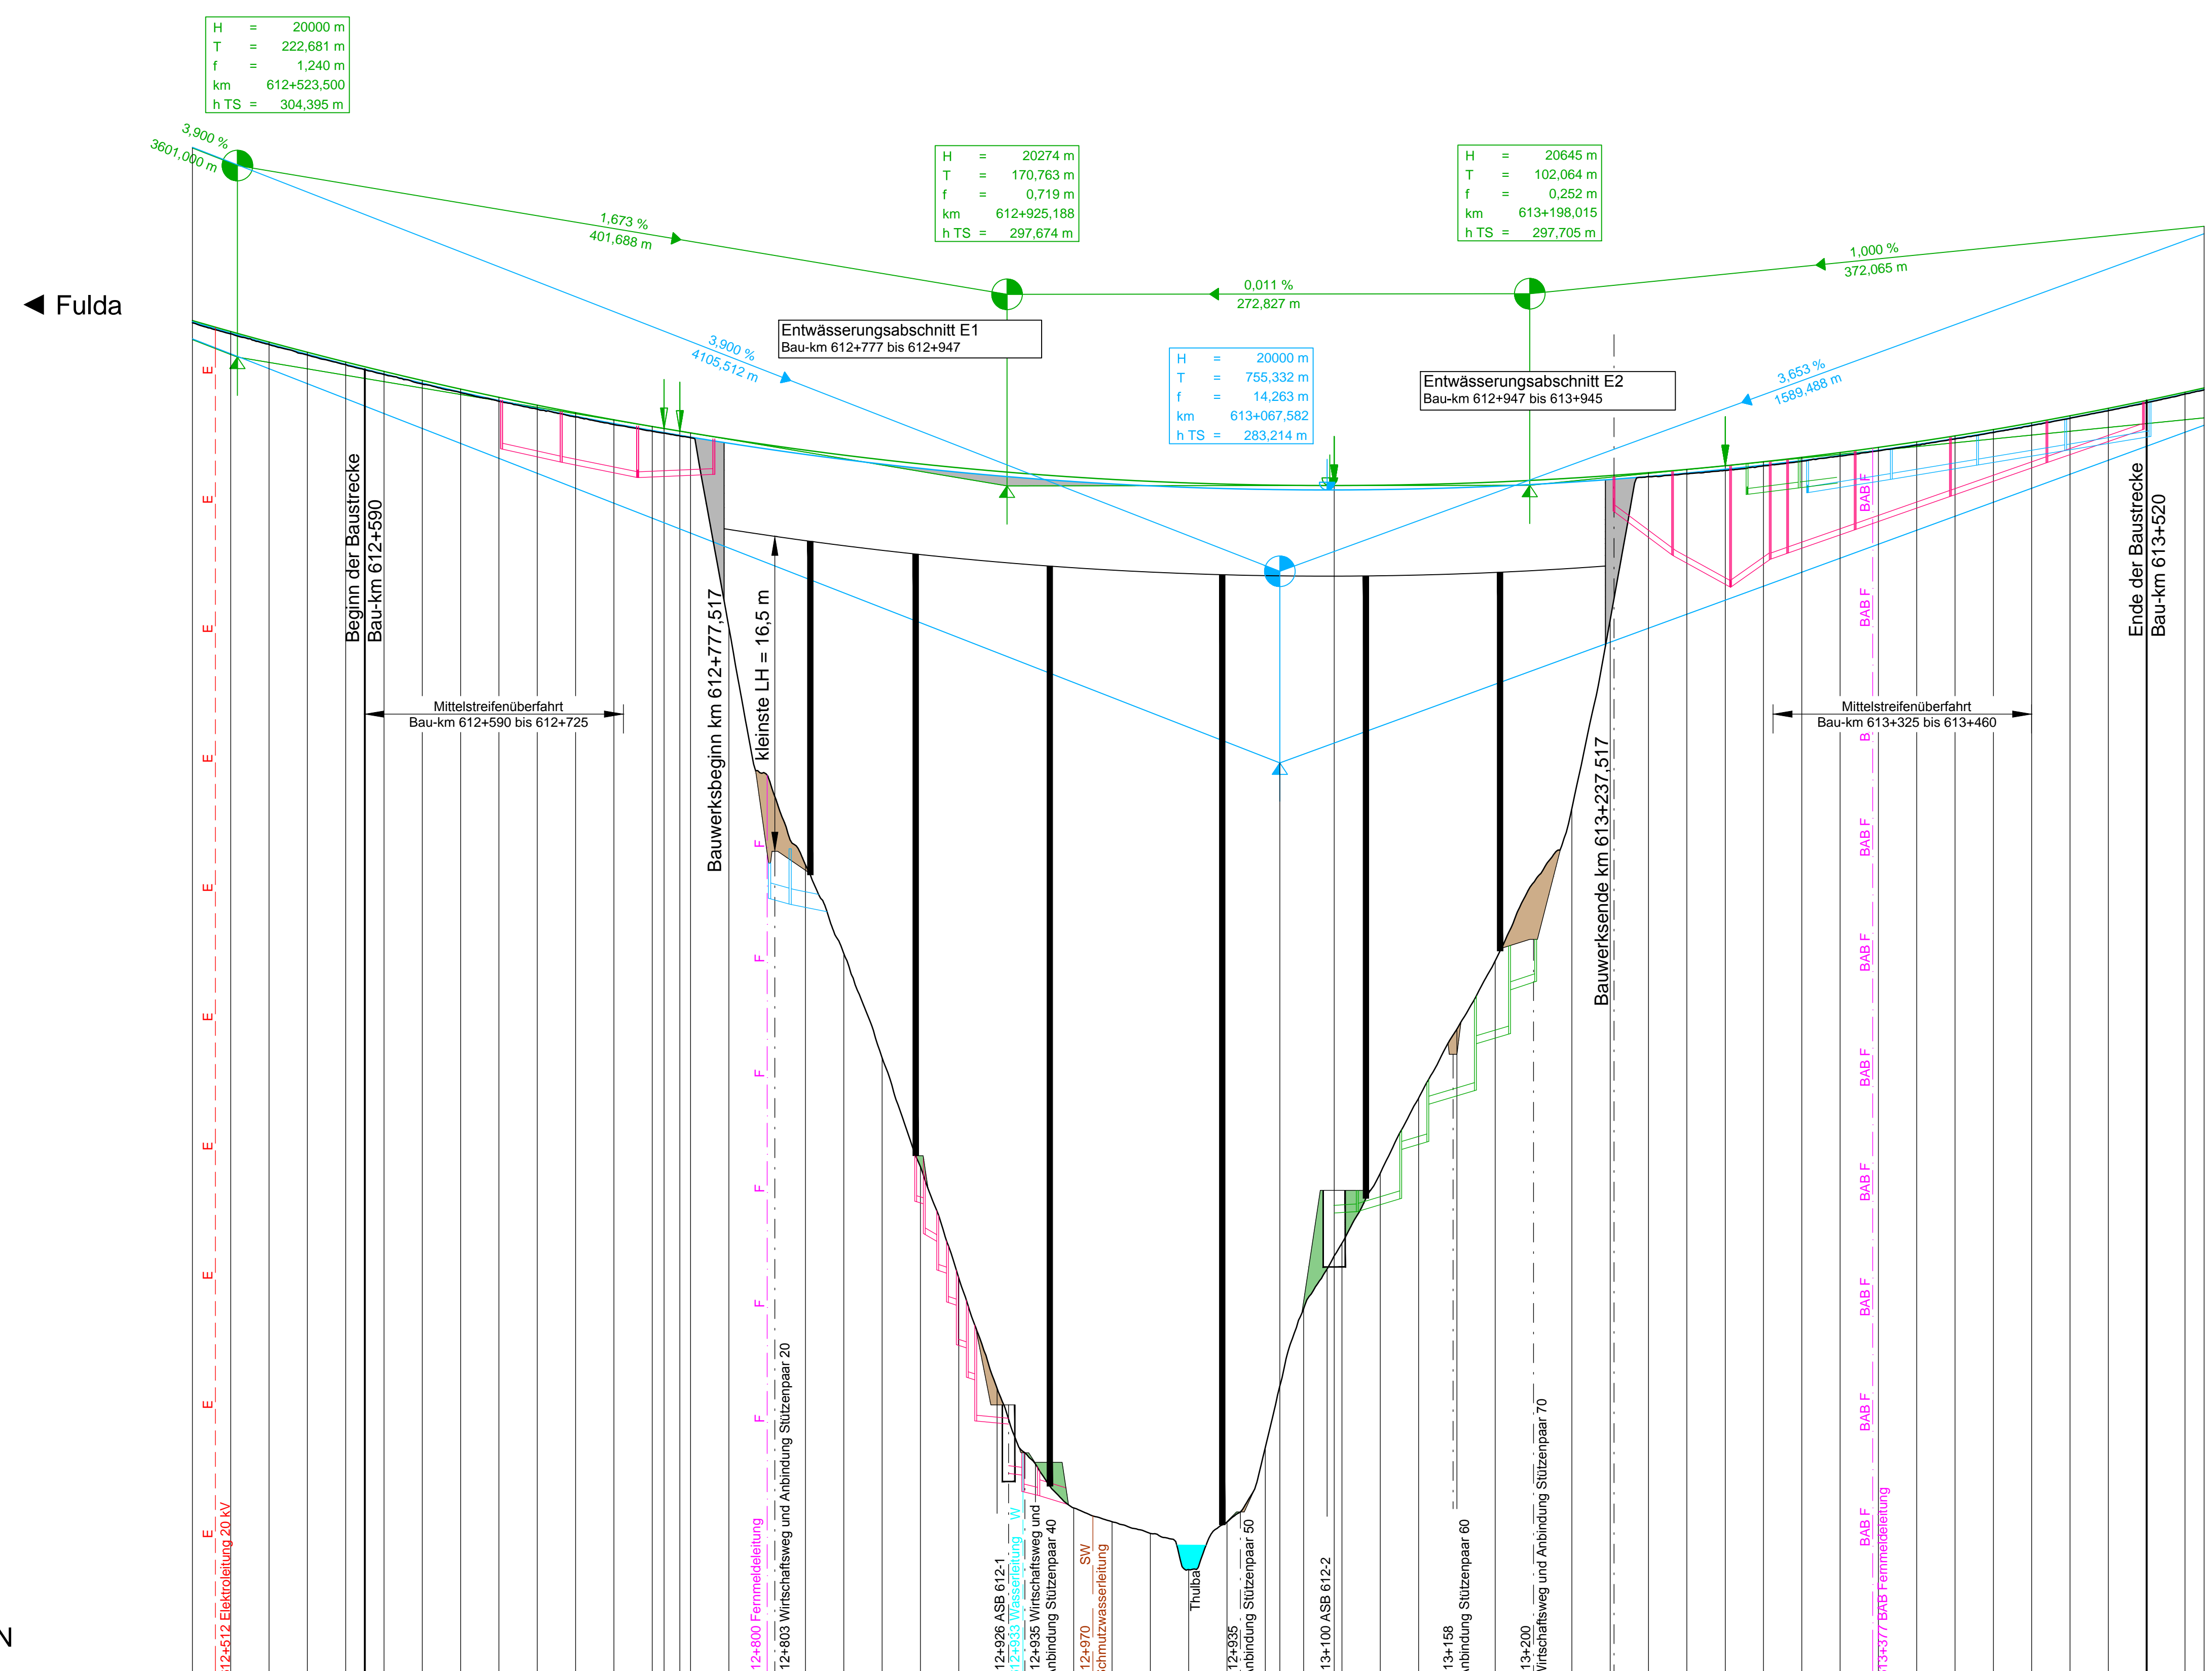 H = 20000 m
T = 222,681 m
f = 1,240 m
km 612+523,500
h TS = 304,395 m
3,900 %
3601,000 m
H = 20274 m
T = 170,763 m
f = 0,719 m
km 612+925,188
h TS = 297,674 m
H = 20645 m
T = 102,064 m
f = 0,252 m
km 613+198,015
h TS = 297,705 m
1,673 %
401,688 m
1,000 %
372,065 m
0,011 %
272,827 m
◄ Fulda
Entwässerungsabschnitt E1
Bau-km 612+777 bis 612+947
3,900 %
4105,512 m
H = 20000 m
T = 755,332 m
f = 14,263 m
km 613+067,582
h TS = 283,214 m
Entwässerungsabschnitt E2
Bau-km 612+947 bis 613+945
3,653 %
1589,488 m
Beginn der Baustrecke
Bau-km 612+590
Ende der Baustrecke
Bau-km 613+520
Bauwerksbeginn km 612+777,517
kleinste LH = 16,5 m
Bauwerksende km 613+237,517
Mittelstreifenüberfahrt
Bau-km 612+590 bis 612+725
Mittelstreifenüberfahrt
Bau-km 613+325 bis 613+460
E
E
E
E
E
E
E
E
E
E
F
F
F
F
F
F
BAB F
BAB F
B
BAB F
BAB F
BAB F
BAB F
BAB F
BAB F
BAB F
12+512 Elektroleitung 20 kV
12+800 Fernmeldeleitung
12+803 Wirtschaftsweg und Anbindung Stützenpaar 20
12+926 ASB 612-1
12+933 Wasserleitung W
12+935 Wirtschaftsweg und
Anbindung Stützenpaar 40
12+970 SW
Schmutzwasserleitung
Thulba
12+935
Anbindung Stützenpaar 50
13+100 ASB 612-2
13+158
Anbindung Stützenpaar 60
13+200
Wirtschaftsweg und Anbindung Stützenpaar 70
613+377 BAB Fernmeldeleitung
N